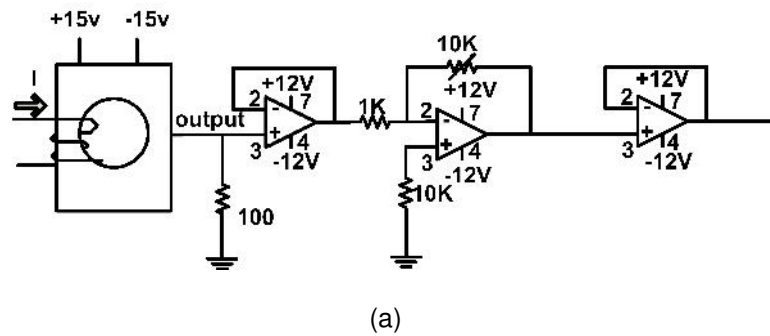 +15v -15v
I
output
100
2 - +12V 7
3 + 4 -12V
1K
10K
2 - +12V 7
3 + 4 -12V
10K
2 - +12V 7
3 + 4 -12V
(a)